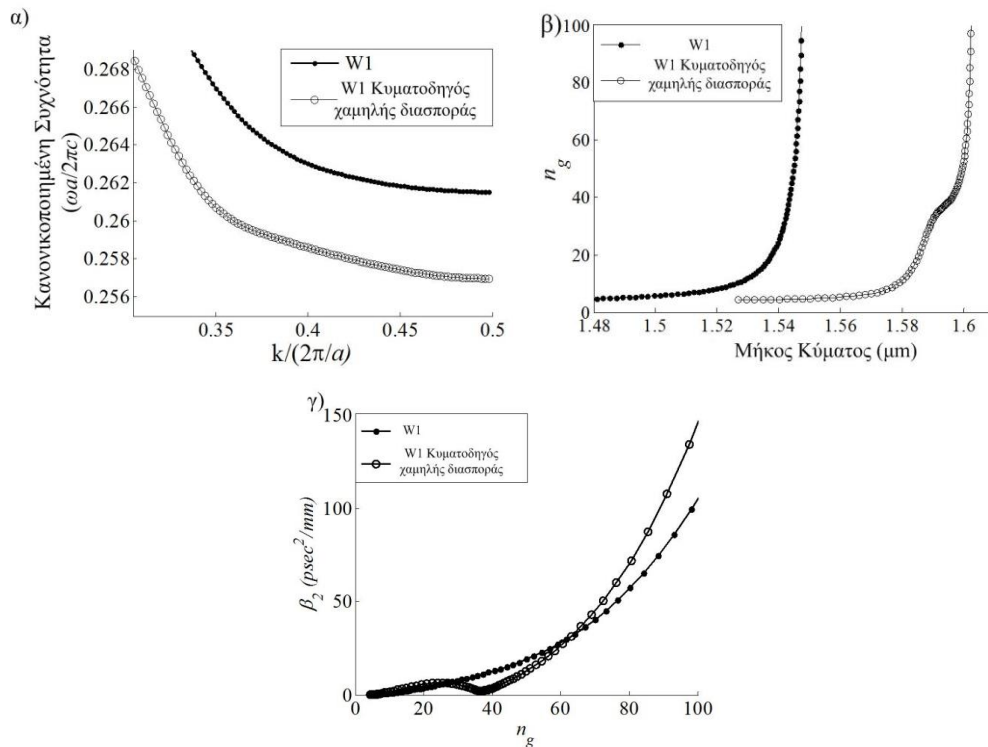 α)
0.268
0.266
0.264
0.262
0.26
0.258
0.256
Κανονικοποιημένη Συχνότητα
(ωa/2πc)
W1
W1 Κυματοδηγός
χαμηλής διασποράς
0.35
0.4
0.45
0.5
k/(2π/a)
β)
100
80
60
40
20
0
n_g
W1
W1 Κυματοδηγός
χαμηλής διασποράς
1.48
1.5
1.52
1.54
1.56
1.58
1.6
Μήκος Κύματος (μm)
γ)
150
100
50
0
β₂ (psec²/mm)
W1
W1 Κυματοδηγός
χαμηλής διασποράς
0
20
40
60
80
100
n_g